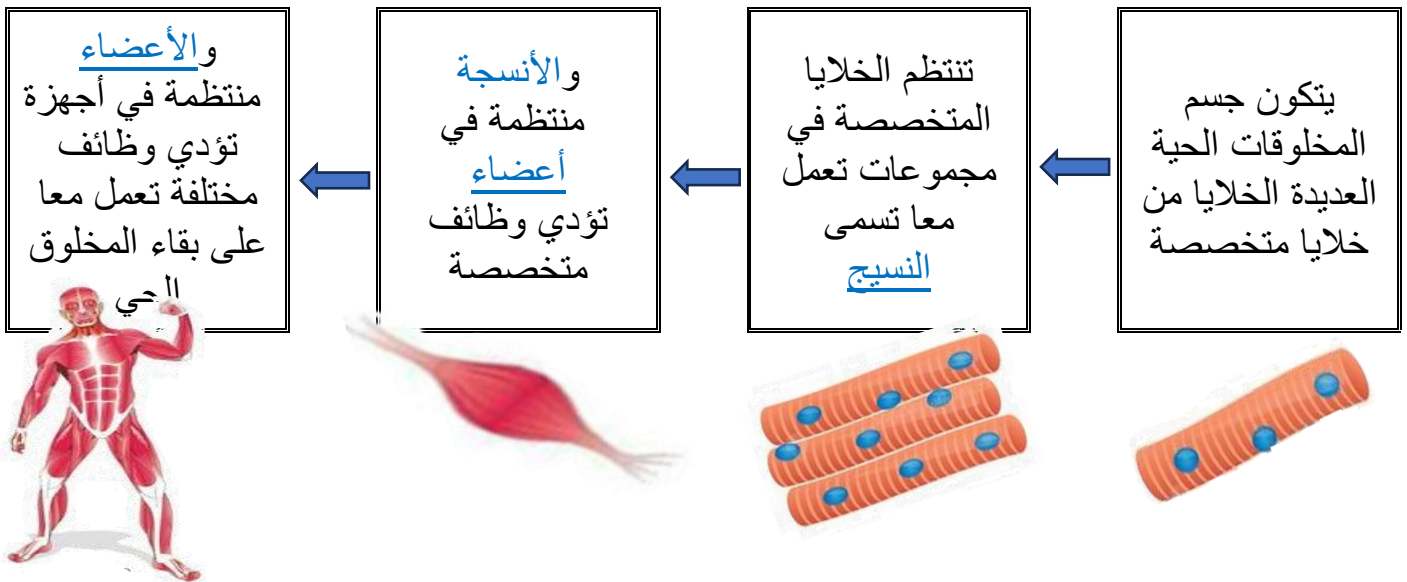 يتكون جسم
المخلوقات الحية
العديدة الخلايا من
خلايا متخصصة
تنتظم الخلايا
المتخصصة في
مجموعات تعمل
معا تسمى
النسيج
والأنسجة
منتظمة في
أعضاء
تؤدي وظائف
متخصصة
والأعضاء
منتظمة في أجهزة
تؤدي وظائف
مختلفة تعمل معا
على بقاء المخلوق
الحي